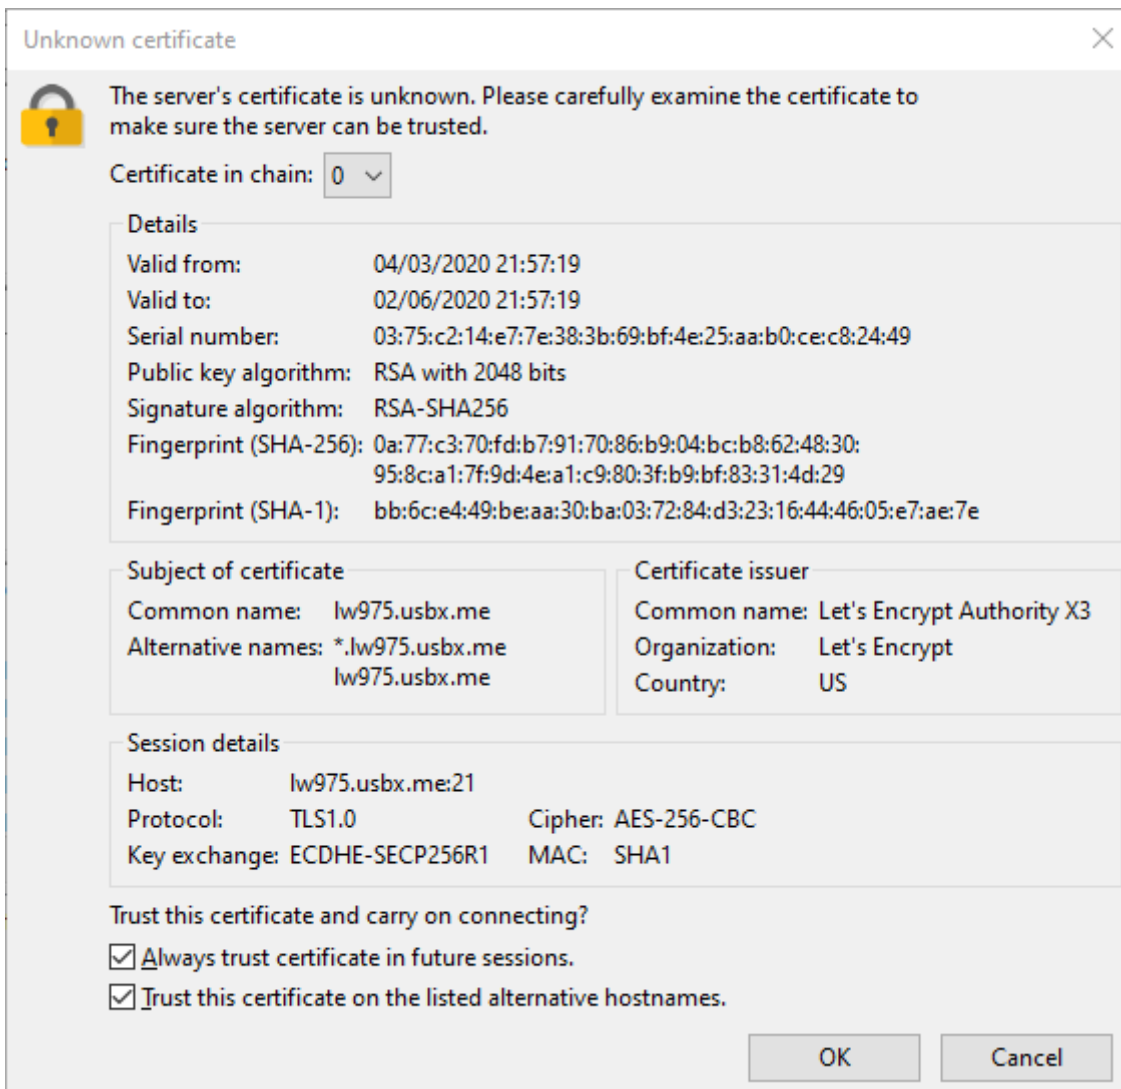 Unknown certificate
The server's certificate is unknown. Please carefully examine the certificate to
make sure the server can be trusted.
Certificate in chain: 0
Details
Valid from: 04/03/2020 21:57:19
Valid to: 02/06/2020 21:57:19
Serial number: 03:75:c2:14:e7:7e:38:3b:69:bf:4e:25:aa:b0:ce:c8:24:49
Public key algorithm: RSA with 2048 bits
Signature algorithm: RSA-SHA256
Fingerprint (SHA-256): 0a:77:c3:70:fd:b7:91:70:86:b9:04:bc:b8:62:48:30:
95:8c:a1:7f:9d:4e:a1:c9:80:3f:b9:bf:83:31:4d:29
Fingerprint (SHA-1): bb:6c:e4:49:be:aa:30:ba:03:72:84:d3:23:16:44:46:05:e7:ae:7e
Subject of certificate
Common name: lw975.usbx.me
Alternative names: *.lw975.usbx.me
lw975.usbx.me
Certificate issuer
Common name: Let's Encrypt Authority X3
Organization: Let's Encrypt
Country: US
Session details
Host: lw975.usbx.me:21
Protocol: TLS1.0 Cipher: AES-256-CBC
Key exchange: ECDHE-SECP256R1 MAC: SHA1
Trust this certificate and carry on connecting?
Always trust certificate in future sessions.
Trust this certificate on the listed alternative hostnames.
OK Cancel